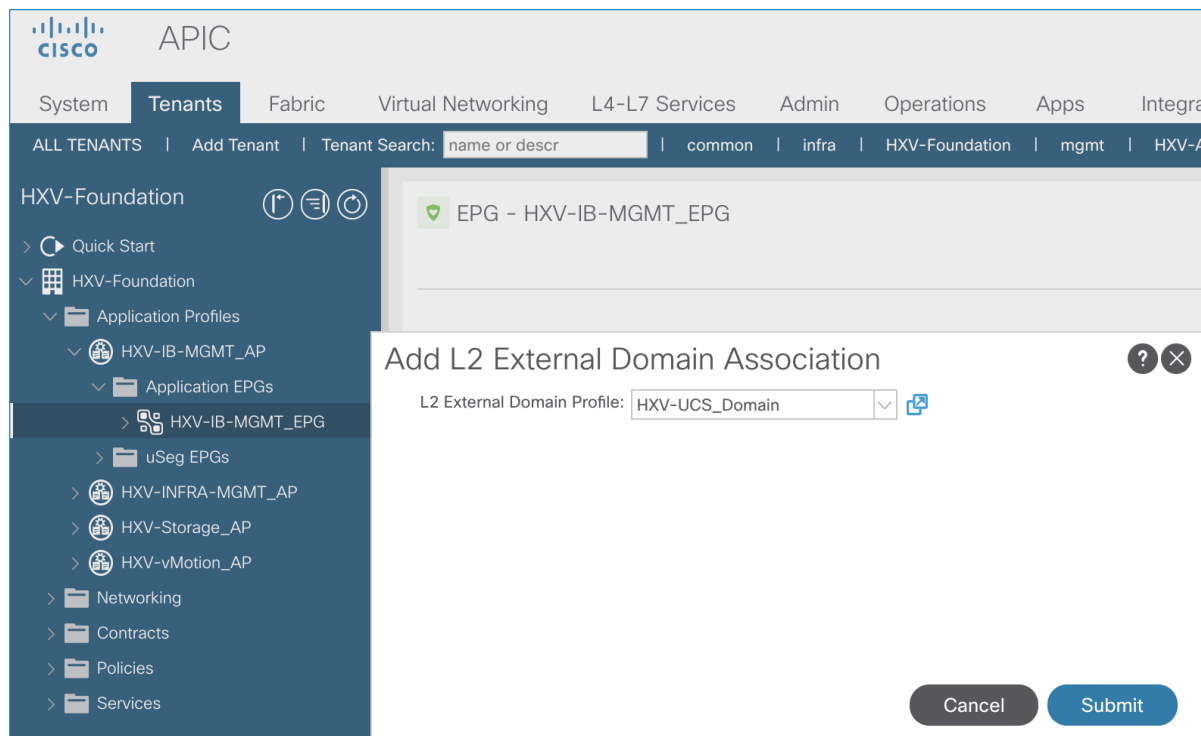 CISCO
APIC
System Tenants Fabric Virtual Networking L4-L7 Services Admin Operations Apps
ALL TENANTS | Add Tenant | Tenant Search: name or descr | common | infra | HXV-Foundation | mgmt |
HXV-Foundation
EPG - HXV-IB-MGMT_EPG
Quick Start
HXV-Foundation
Application Profiles
HXV-IB-MGMT_AP
Application EPGs
HXV-IB-MGMT_EPG
uSeg EPGs
HXV-INFRA-MGMT_AP
HXV-Storage_AP
HXV-vMotion_AP
Networking
Contracts
Policies
Services
Add L2 External Domain Association
L2 External Domain Profile: HXV-UCS_Domain
Cancel Submit